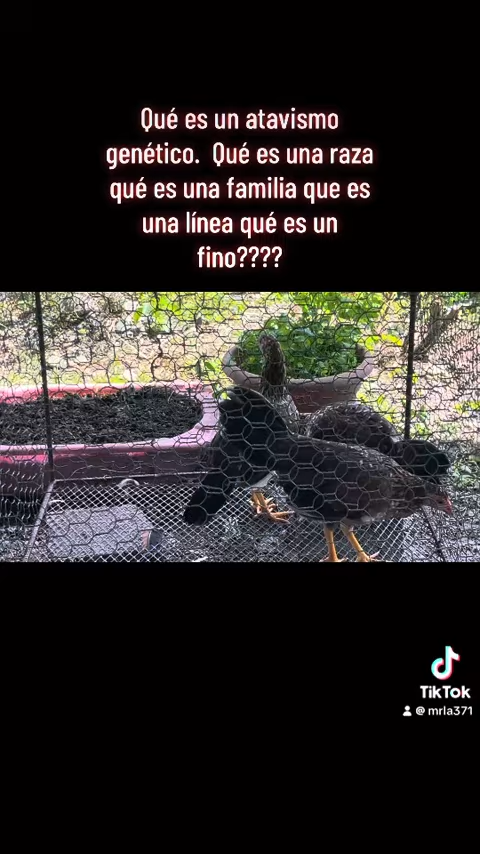 Qué es un atavismo
genético.  Qué es una raza
qué es una familia que es
una línea qué es un
fino????
TikTok
@ mrla371